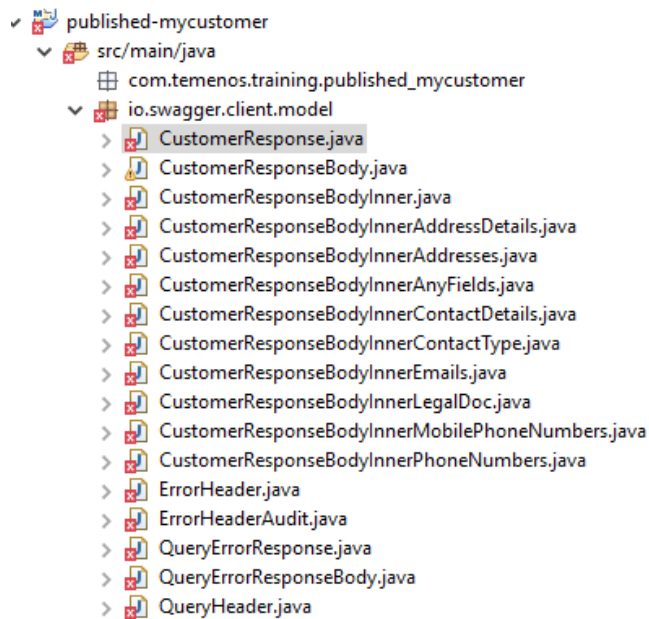 published-mycustomer
src/main/java
com.temenos.training.published_mycustomer
io.swagger.client.model
CustomerResponse.java
CustomerResponseBody.java
CustomerResponseBodyInner.java
CustomerResponseBodyInnerAddressDetails.java
CustomerResponseBodyInnerAddresses.java
CustomerResponseBodyInnerAnyFields.java
CustomerResponseBodyInnerContactDetails.java
CustomerResponseBodyInnerContactType.java
CustomerResponseBodyInnerEmails.java
CustomerResponseBodyInnerLegalDoc.java
CustomerResponseBodyInnerMobilePhoneNumbers.java
CustomerResponseBodyInnerPhoneNumbers.java
ErrorHeader.java
ErrorHeaderAudit.java
QueryErrorResponse.java
QueryErrorResponseBody.java
QueryHeader.java